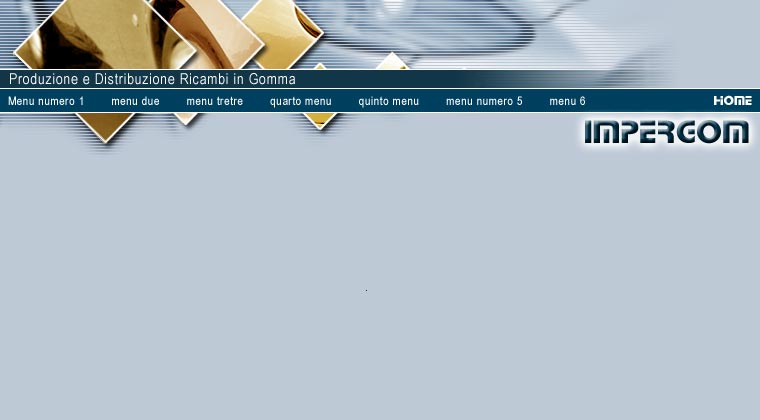 Produzione e Distribuzione Ricambi in Gomma
Menu numero 1 menu due menu tretre quarto menu quinto menu menu numero 5 menu 6 HOME
IMPERGOM